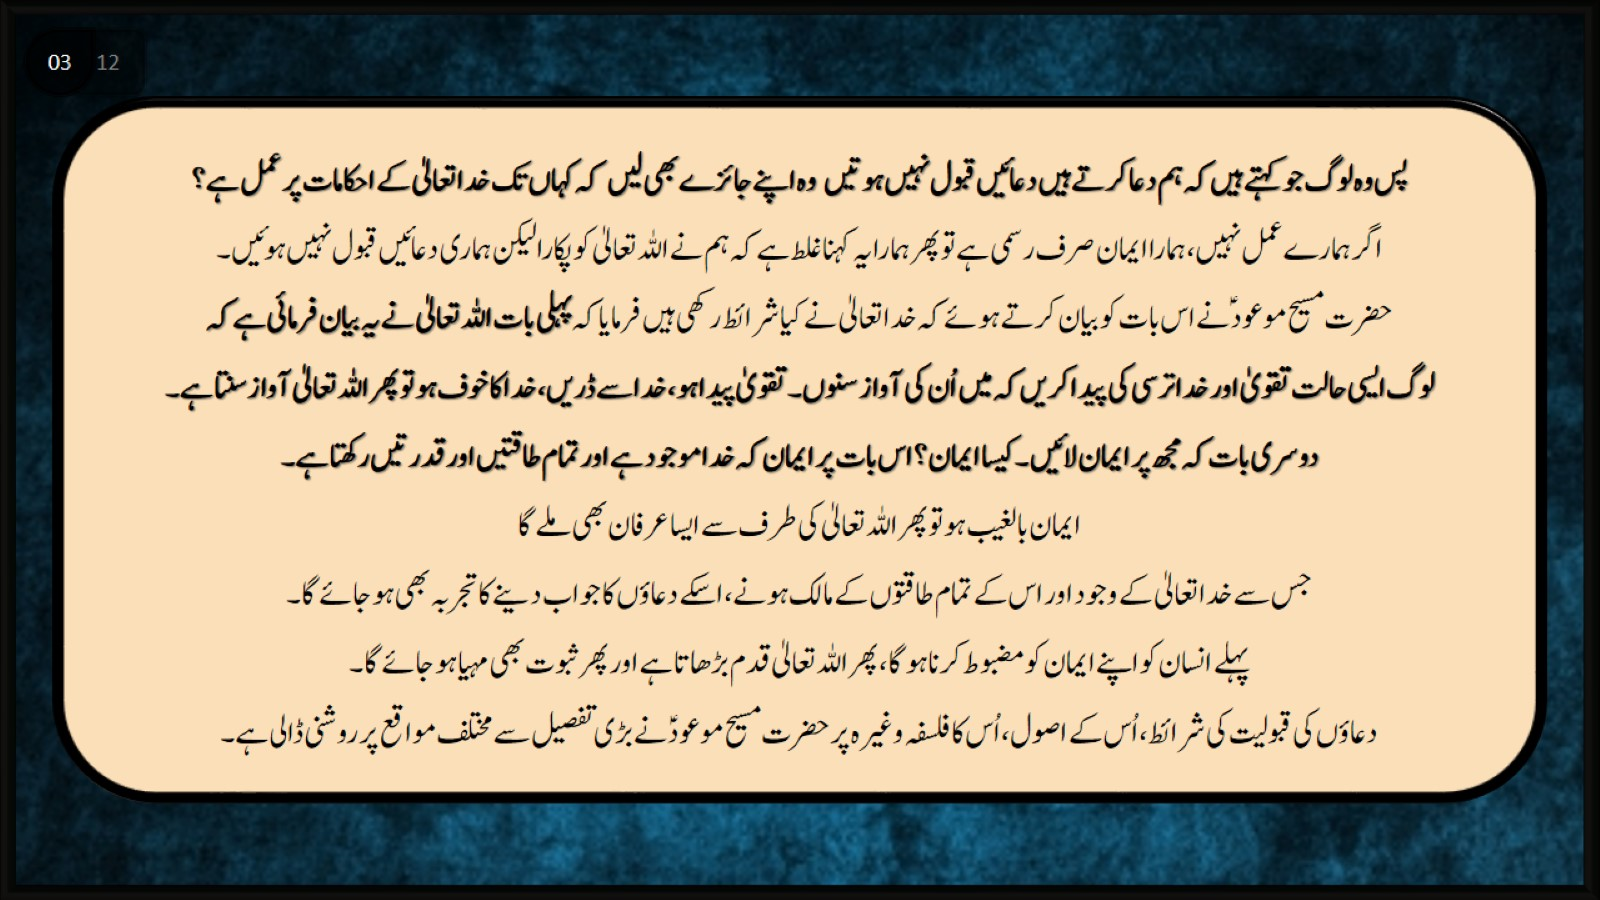 03 12
پس وہ لوگ جو کہتے ہیں کہ ہم دعا کرتے ہیں دعائیں قبول نہیں ہوتیں وہ اپنے جائزے بھی لیں کہ کہاں تک خدا تعالیٰ کے احکامات پر عمل ہے؟
اگر ہمارے عمل نہیں، ہمارا ایمان صرف رسمی ہے تو پھر ہمارا یہ کہنا غلط ہے کہ ہم نے اللہ تعالیٰ کو پکارا لیکن ہماری دعائیں قبول نہیں ہوئیں۔
حضرت مسیح موعودؑ نے اس بات کو بیان کرتے ہوئے کہ خدا تعالیٰ نے کیا شرائط رکھی ہیں فرمایا کہ پہلی بات اللہ تعالیٰ نے یہ بیان فرمائی ہے کہ
لوگ ایسی حالت تقویٰ اور خدا ترسی کی پیدا کریں کہ میں اُن کی آواز سنوں۔ تقویٰ پیدا ہو، خدا سے ڈریں، خدا کا خوف ہو تو پھر اللہ تعالیٰ آواز سنتا ہے۔
دوسری بات کہ مجھ پر ایمان لائیں۔ کیسا ایمان؟ اس بات پر ایمان کہ خدا موجود ہے اور تمام طاقتیں اور قدرتیں رکھتا ہے۔
ایمان بالغیب ہو تو پھر اللہ تعالیٰ کی طرف سے ایسا عرفان بھی ملے گا
جس سے خدا تعالیٰ کے وجود اور اس کے تمام طاقتوں کے مالک ہونے، اسکے دعاؤں کا جواب دینے کا تجربہ بھی ہو جائے گا۔
پہلے انسان کو اپنے ایمان کو مضبوط کرنا ہو گا، پھر اللہ تعالیٰ قدم بڑھاتا ہے اور پھر ثبوت بھی مہیا ہو جائے گا۔
دعاؤں کی قبولیت کی شرائط، اُس کے اصول، اُس کا فلسفہ وغیرہ پر حضرت مسیح موعودؑ نے بڑی تفصیل سے مختلف مواقع پر روشنی ڈالی ہے۔